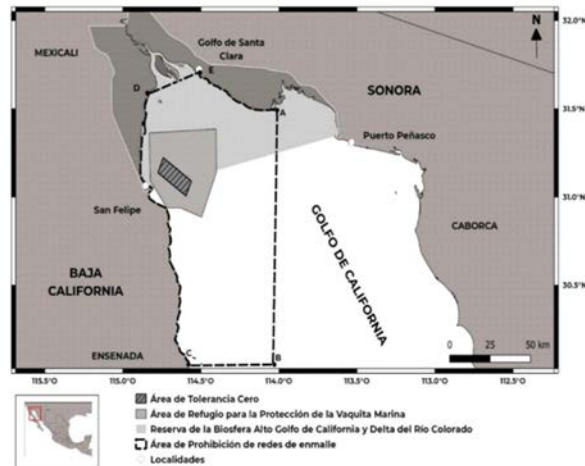 N
32.0°N
MEXICALI
Golfo de Santa
Clara
E
D
SONORA
31.5°N
A
Puerto Peñasco
31.0°N
San Felipe
GOLFO DE CALIFORNIA
CABORCA
BAJA
CALIFORNIA
30.5°N
ENSENADA
C
B
0 25 50 km
115.5°W 115.0°W 114.5°W 114.0°W 113.5°W 113.0°W 112.5°W
Área de Tolerancia Cero
Área de Refugio para la Protección de la Vaquita Marina
Reserva de la Biosfera Alto Golfo de California y Delta del Río Colorado
Área de Prohibición de redes de enmalle
Localidades